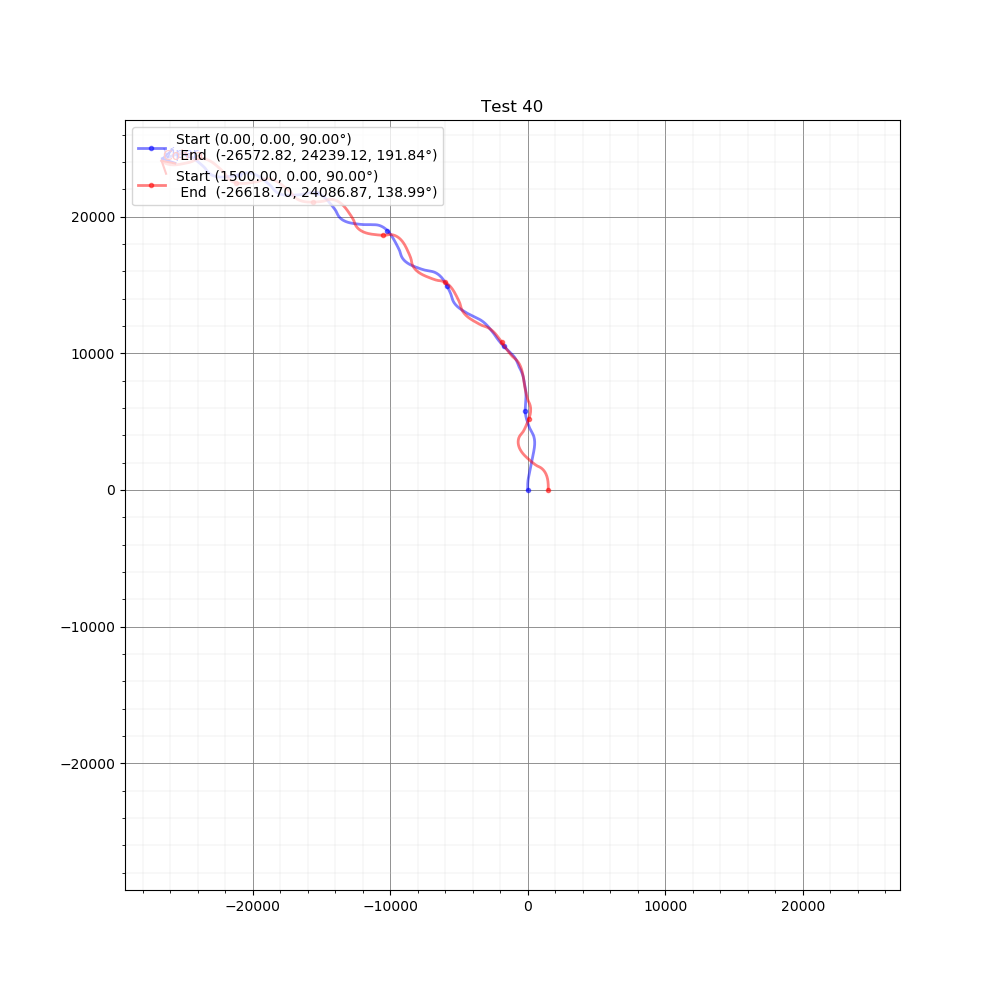 Test 40
Start (0.00, 0.00, 90.00°)
End (-26572.82, 24239.12, 191.84°)
Start (1500.00, 0.00, 90.00°)
End (-26618.70, 24086.87, 138.99°)
20000
10000
0
−10000
−20000
−20000
−10000
0
10000
20000